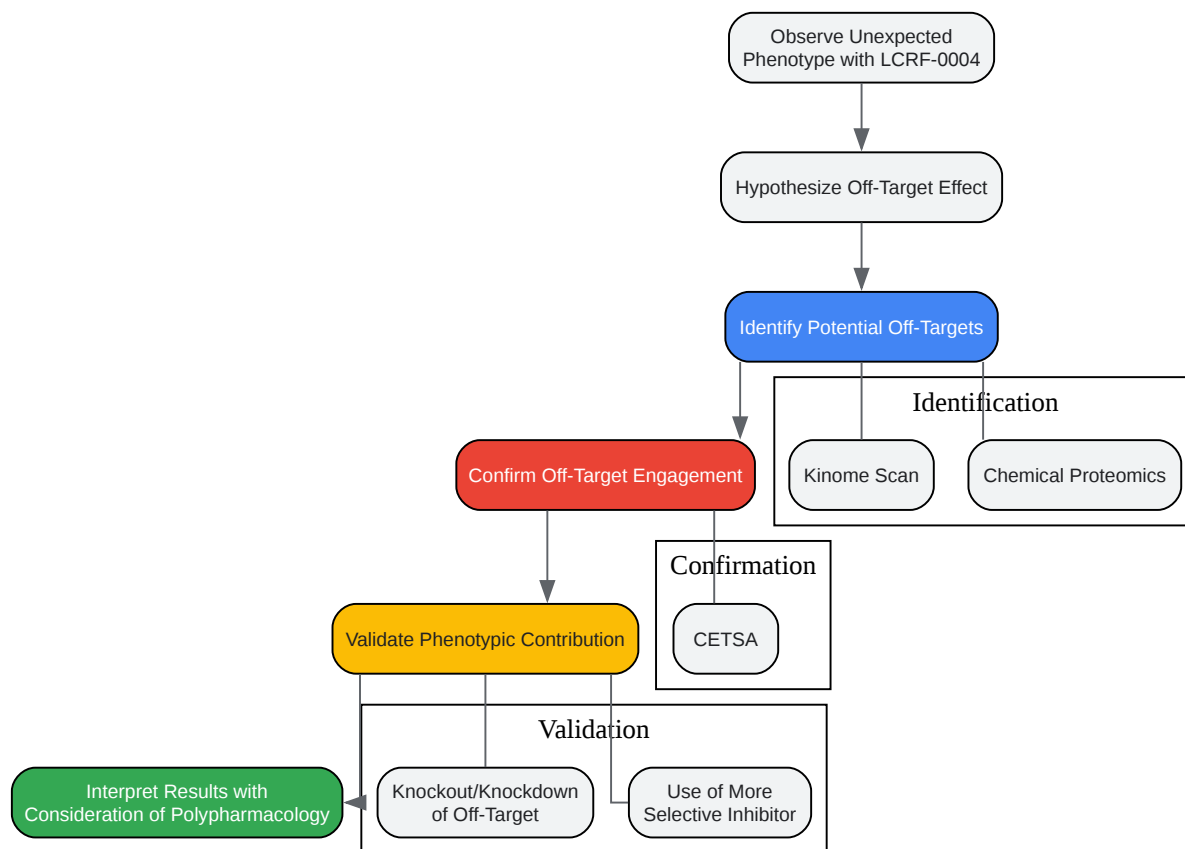 Observe Unexpected
Phenotype with LCRF-0004
Hypothesize Off-Target Effect
Identify Potential Off-Targets
Identification
Confirm Off-Target Engagement
Kinome Scan
Chemical Proteomics
Confirmation
Validate Phenotypic Contribution
CETSA
Validation
Interpret Results with
Consideration of Polypharmacology
Knockout/Knockdown
of Off-Target
Use of More
Selective Inhibitor